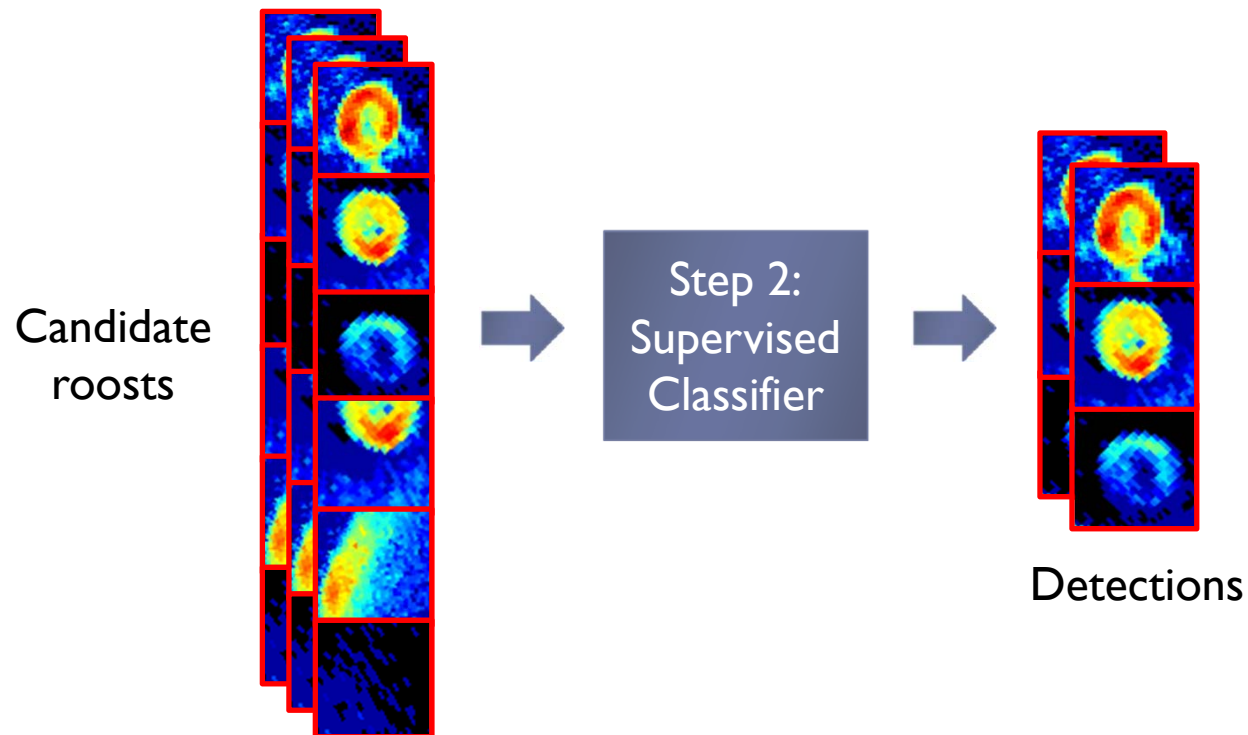 Candidate
roosts
Step 2:
Supervised
Classifier
Detections